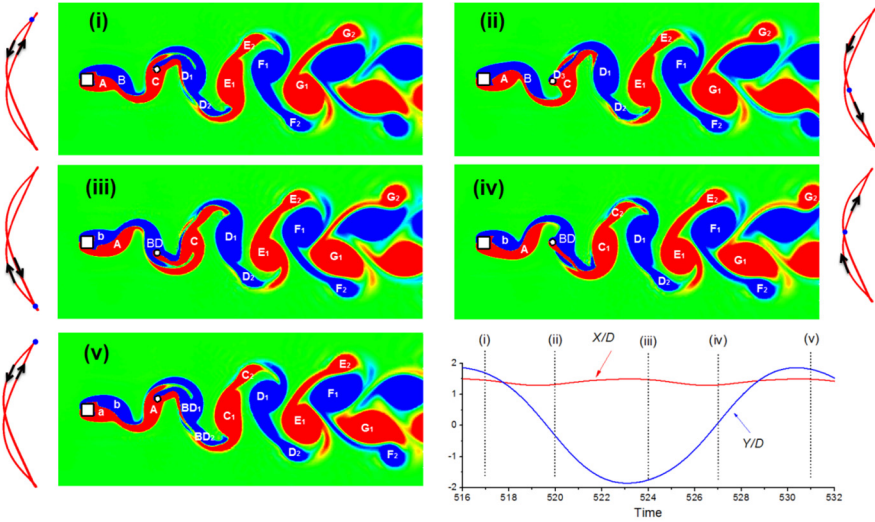 (i)
A
B
C
D1
D2
E1
E2
F1
F2
G1
G2
(ii)
A
B
D3
C
D1
D2
E1
E2
F1
F2
G1
G2
(iii)
b
A
BD
C
D1
D2
E1
E2
F1
F2
G1
G2
(iv)
b
A
BD
C1
C2
D1
D2
E1
E2
F1
F2
G1
G2
(v)
a
b
A
BD1
BD2
C1
C2
D1
D2
E1
E2
F1
F2
G1
(i) (ii) (iii) (iv) (v)
X/D
Y/D
2
1
0
-1
-2
516 518 520 522 524 526 528 530 532
Time